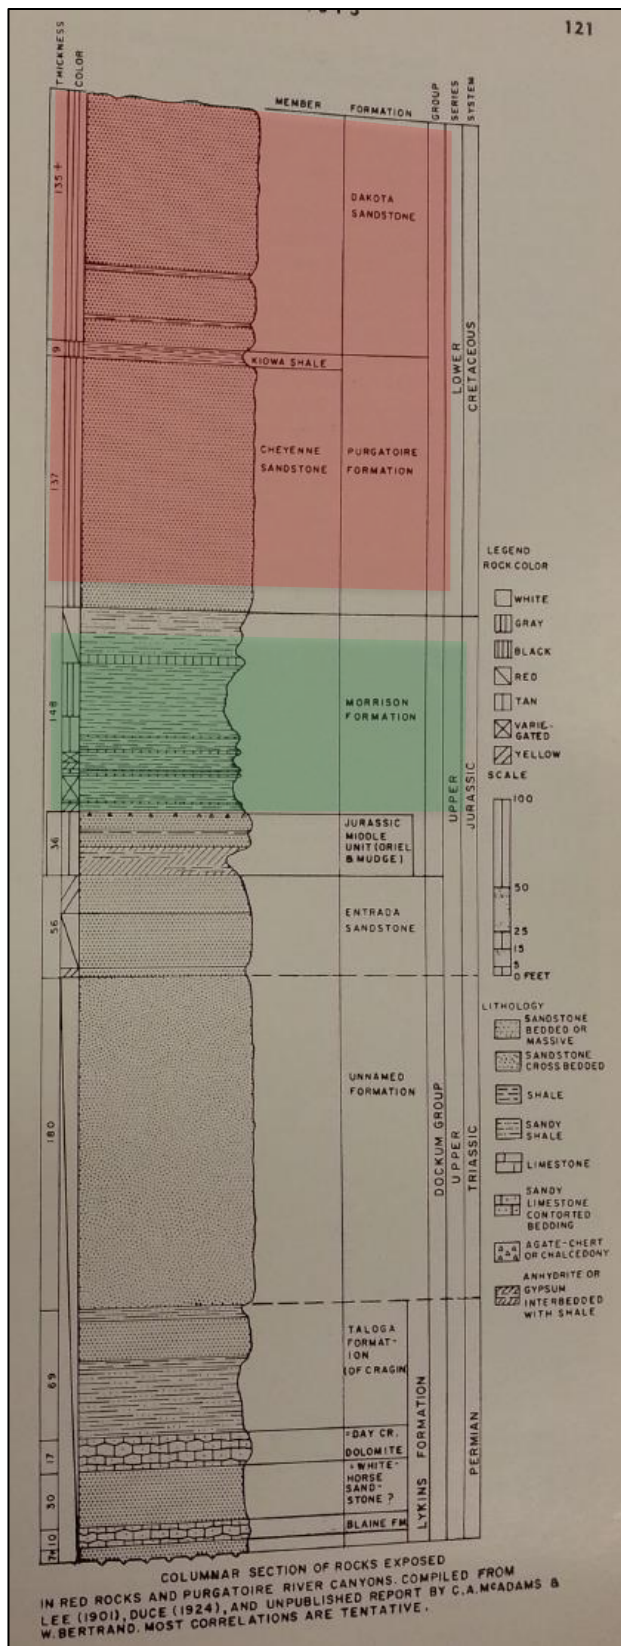 121
THICKNESS
COLOR
MEMBER
FORMATION
GROUP
SERIES
SYSTEM
135+
DAKOTA
SANDSTONE
9
KIOWA SHALE
LOWER
CRETACEOUS
137
CHEYENNE
SANDSTONE
PURGATOIRE
FORMATION
148
MORRISON
FORMATION
UPPER
JURASSIC
36
JURASSIC
MIDDLE
UNIT (ORIEL
& MUDGE)
56
ENTRADA
SANDSTONE
180
UNNAMED
FORMATION
DOCKUM GROUP
UPPER
TRIASSIC
69
TALOGA
FORMAT-
ION
(OF CRAGIN)
17
=DAY CR.
DOLOMITE
30
=WHITE-
HORSE
SAND-
STONE ?
10
BLAINE FM.
LYKINS FORMATION
PERMIAN
LEGEND
ROCK COLOR
WHITE
GRAY
BLACK
RED
TAN
VARIE-
GATED
YELLOW
SCALE
100
50
25
15
5
0 FEET
LITHOLOGY
SANDSTONE
BEDDED OR
MASSIVE
SANDSTONE
CROSS BEDDED
SHALE
SANDY
SHALE
LIMESTONE
SANDY
LIMESTONE
CONTORTED
BEDDING
AGATE-CHERT
OR CHALCEDONY
ANHYDRITE OR
GYPSUM
INTERBEDDED
WITH SHALE
COLUMNAR SECTION OF ROCKS EXPOSED
IN RED ROCKS AND PURGATOIRE RIVER CANYONS. COMPILED FROM
LEE (1901), DUCE (1924), AND UNPUBLISHED REPORT BY C.A. McADAMS &
W. BERTRAND. MOST CORRELATIONS ARE TENTATIVE.